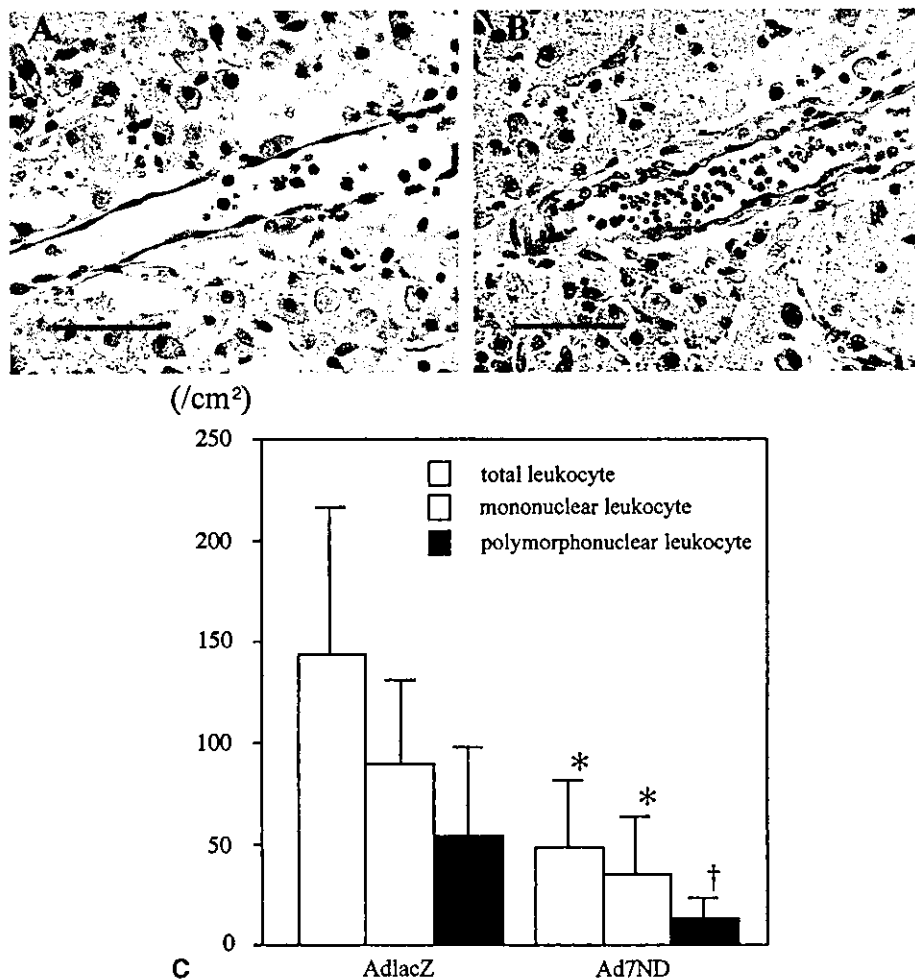 A
B
(/cm²)
250
total leukocyte
mononuclear leukocyte
polymorphonuclear leukocyte
200
150
100
50
0
*
*
†
C
AdlacZ
Ad7ND